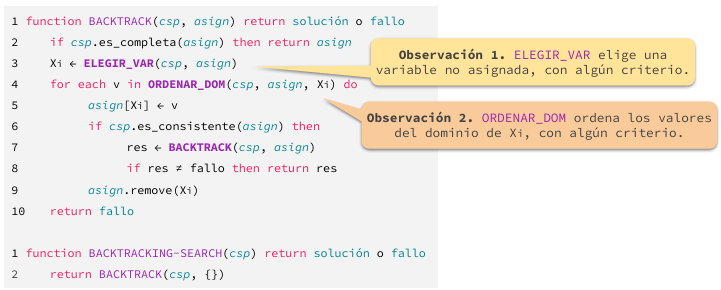 1 function BACKTRACK(csp, asign) return solución o fallo
2 if csp.es_completa(asign) then return asign
3 Xi ← ELEGIR_VAR(csp, asign)
4 for each v in ORDENAR_DOM(csp, asign, Xi) do
5 asign[Xi] ← v
6 if csp.es_consistente(asign) then
7 res ← BACKTRACK(csp, asign)
8 if res ≠ fallo then return res
9 asign.remove(Xi)
10 return fallo
1 function BACKTRACKING-SEARCH(csp) return solución o fallo
2 return BACKTRACK(csp, {})
Observación 1. ELEGIR_VAR elige una
variable no asignada, con algún criterio.
Observación 2. ORDENAR_DOM ordena los valores
del dominio de Xi, con algún criterio.